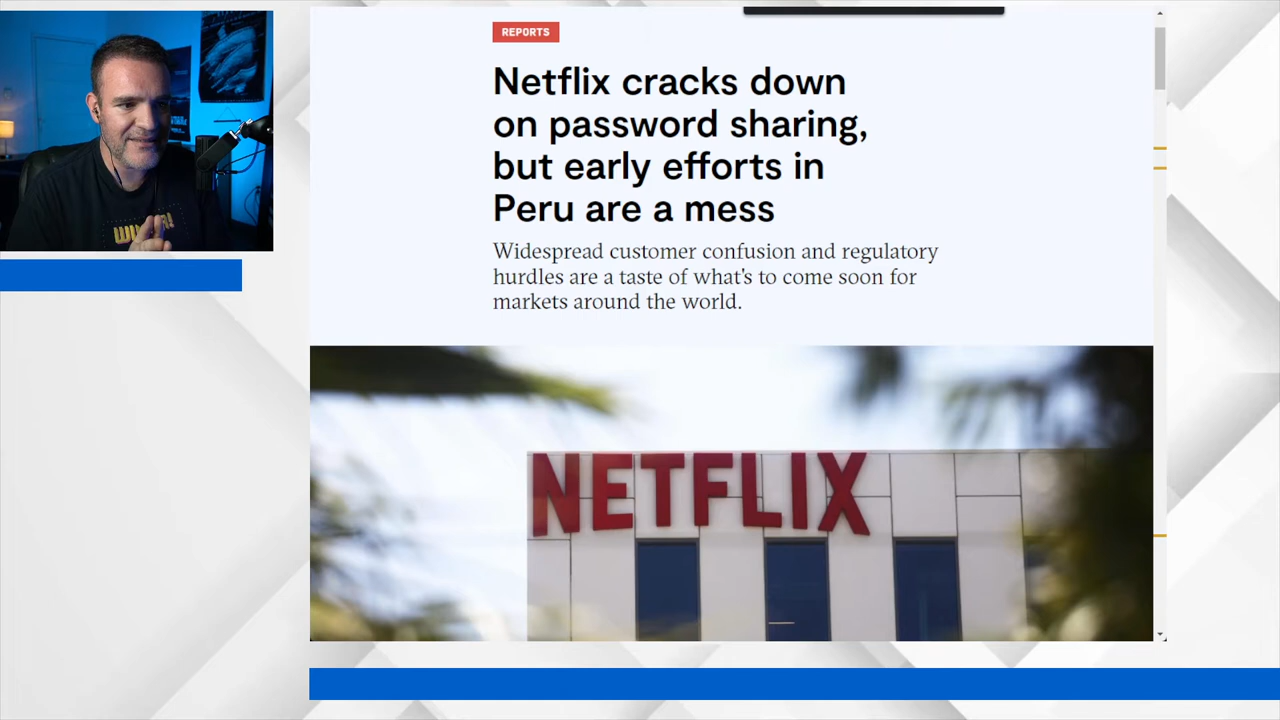 REPORTS
Netflix cracks down
on password sharing,
but early efforts in
Peru are a mess
Widespread customer confusion and regulatory
hurdles are a taste of what's to come soon for
markets around the world.
NETFLIX